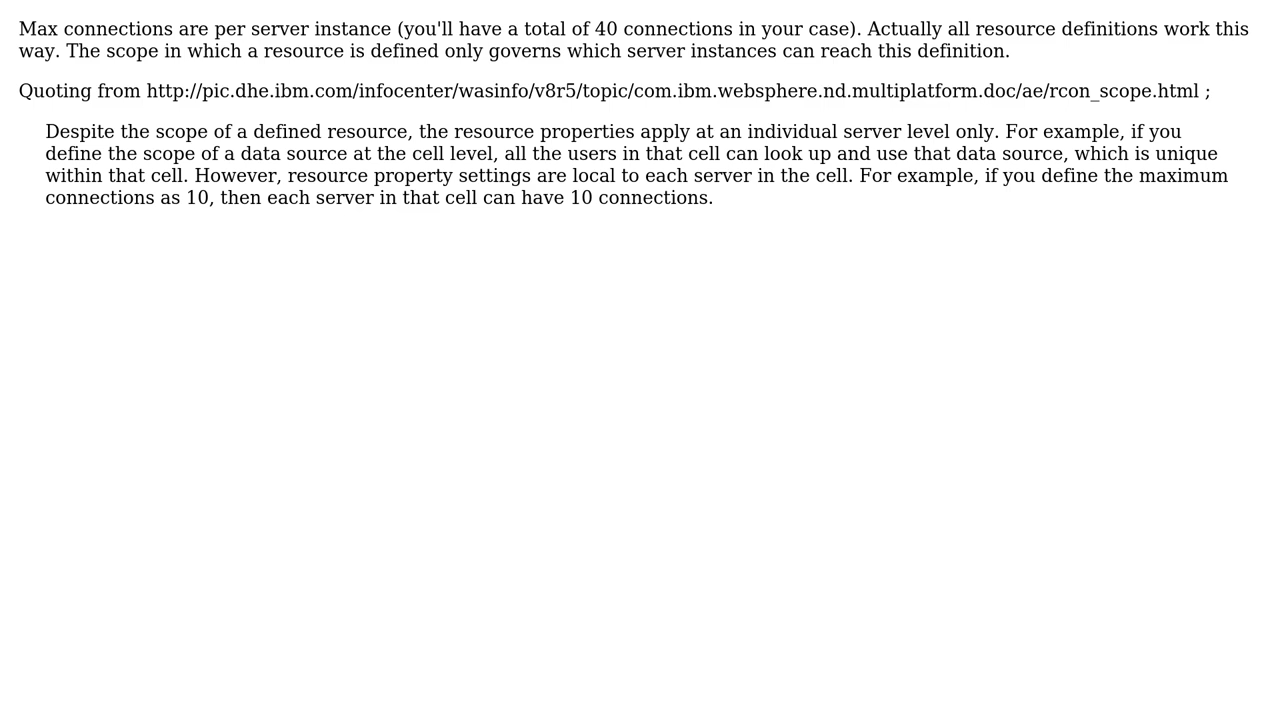 Max connections are per server instance (you'll have a total of 40 connections in your case). Actually all resource definitions work this
way. The scope in which a resource is defined only governs which server instances can reach this definition.
Quoting from http://pic.dhe.ibm.com/infocenter/wasinfo/v8r5/topic/com.ibm.websphere.nd.multiplatform.doc/ae/rcon_scope.html ;
Despite the scope of a defined resource, the resource properties apply at an individual server level only. For example, if you
define the scope of a data source at the cell level, all the users in that cell can look up and use that data source, which is unique
within that cell. However, resource property settings are local to each server in the cell. For example, if you define the maximum
connections as 10, then each server in that cell can have 10 connections.